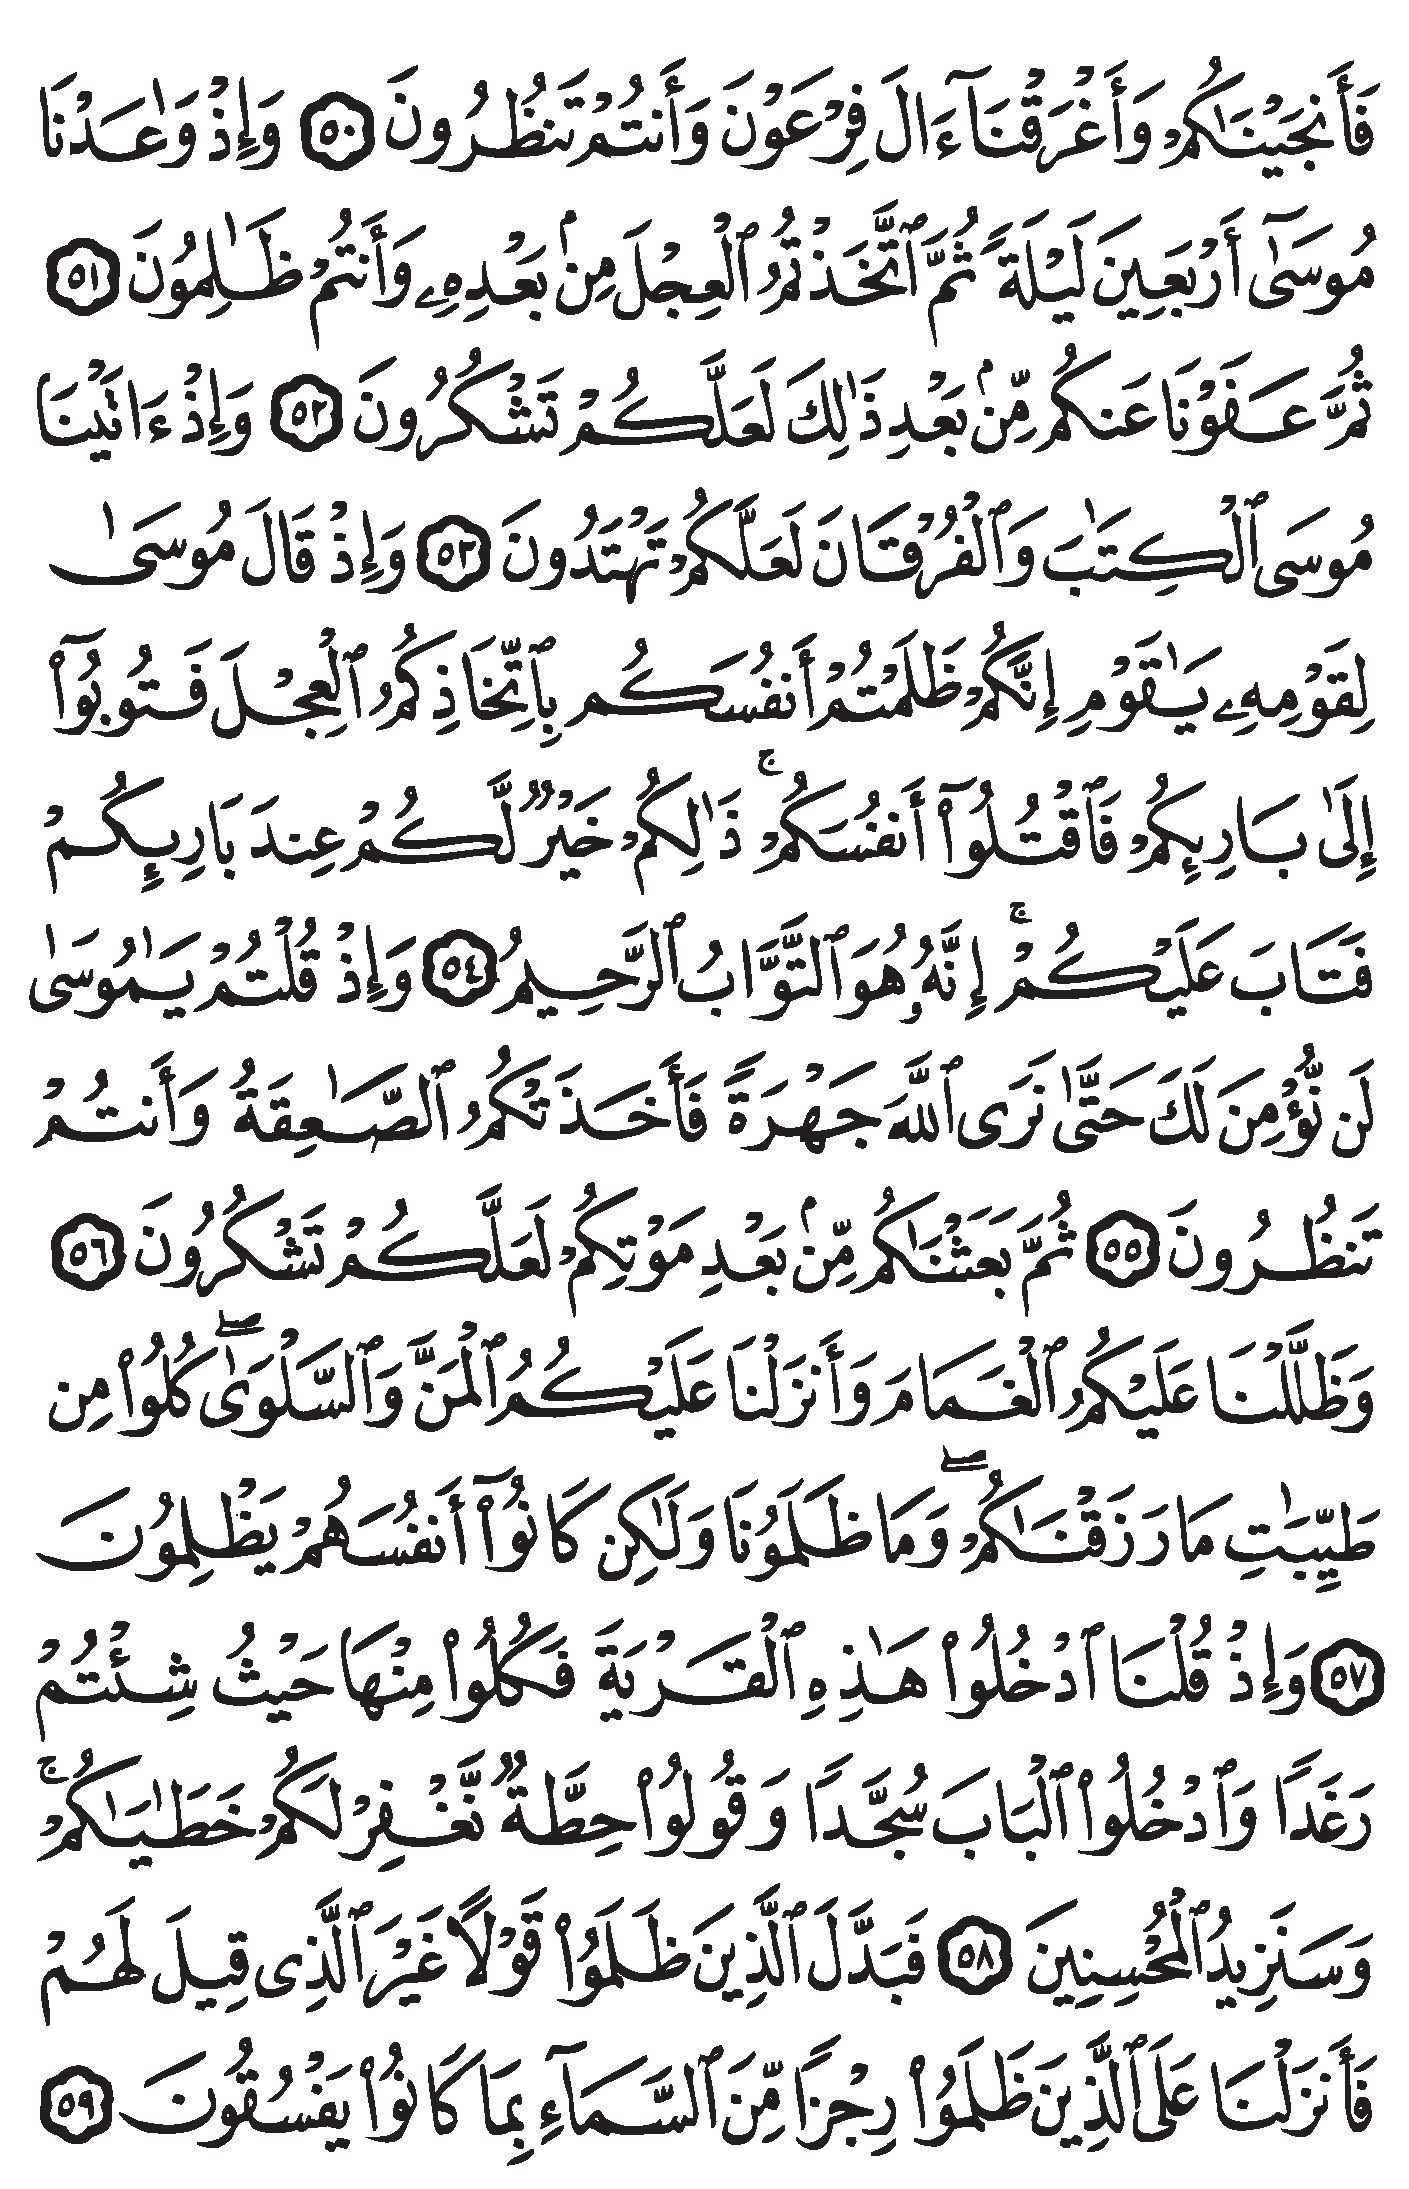 فَأَنجَيْنَـٰكُمْ وَأَغْرَقْنَآ ءَالَ فِرْعَوْنَ وَأَنتُمْ تَنظُرُونَ ٥٠ وَإِذْ وَٰعَدْنَا
مُوسَىٰٓ أَرْبَعِينَ لَيْلَةً ثُمَّ ٱتَّخَذْتُمُ ٱلْعِجْلَ مِنۢ بَعْدِهِۦ وَأَنتُمْ ظَـٰلِمُونَ ٥١
ثُمَّ عَفَوْنَا عَنكُم مِّنۢ بَعْدِ ذَٰلِكَ لَعَلَّكُمْ تَشْكُرُونَ ٥٢ وَإِذْ ءَاتَيْنَا
مُوسَى ٱلْكِتَـٰبَ وَٱلْفُرْقَانَ لَعَلَّكُمْ تَهْتَدُونَ ٥٣ وَإِذْ قَالَ مُوسَىٰ
لِقَوْمِهِۦ يَـٰقَوْمِ إِنَّكُمْ ظَلَمْتُمْ أَنفُسَكُم بِٱتِّخَاذِكُمُ ٱلْعِجْلَ فَتُوبُوٓا۟
إِلَىٰ بَارِئِكُمْ فَٱقْتُلُوٓا۟ أَنفُسَكُمْ ۚ ذَٰلِكُمْ خَيْرٌ لَّكُمْ عِندَ بَارِئِكُمْ
فَتَابَ عَلَيْكُمْ ۚ إِنَّهُۥ هُوَ ٱلتَّوَّابُ ٱلرَّحِيمُ ٥٤ وَإِذْ قُلْتُمْ يَـٰمُوسَىٰ
لَن نُّؤْمِنَ لَكَ حَتَّىٰ نَرَى ٱللَّهَ جَهْرَةً فَأَخَذَتْكُمُ ٱلصَّـٰعِقَةُ وَأَنتُمْ
تَنظُرُونَ ٥٥ ثُمَّ بَعَثْنَـٰكُم مِّنۢ بَعْدِ مَوْتِكُمْ لَعَلَّكُمْ تَشْكُرُونَ ٥٦
وَظَلَّلْنَا عَلَيْكُمُ ٱلْغَمَامَ وَأَنزَلْنَا عَلَيْكُمُ ٱلْمَنَّ وَٱلسَّلْوَىٰ ۖ كُلُوا۟ مِن
طَيِّبَـٰتِ مَا رَزَقْنَـٰكُمْ ۖ وَمَا ظَلَمُونَا وَلَـٰكِن كَانُوٓا۟ أَنفُسَهُمْ يَظْلِمُونَ
٥٧ وَإِذْ قُلْنَا ٱدْخُلُوا۟ هَـٰذِهِ ٱلْقَرْيَةَ فَكُلُوا۟ مِنْهَا حَيْثُ شِئْتُمْ
رَغَدًا وَٱدْخُلُوا۟ ٱلْبَابَ سُجَّدًا وَقُولُوا۟ حِطَّةٌ نَّغْفِرْ لَكُمْ خَطَـٰيَـٰكُمْ ۚ
وَسَنَزِيدُ ٱلْمُحْسِنِينَ ٥٨ فَبَدَّلَ ٱلَّذِينَ ظَلَمُوا۟ قَوْلًا غَيْرَ ٱلَّذِى قِيلَ لَهُمْ
فَأَنزَلْنَا عَلَى ٱلَّذِينَ ظَلَمُوا۟ رِجْزًا مِّنَ ٱلسَّمَآءِ بِمَا كَانُوا۟ يَفْسُقُونَ ٥٩